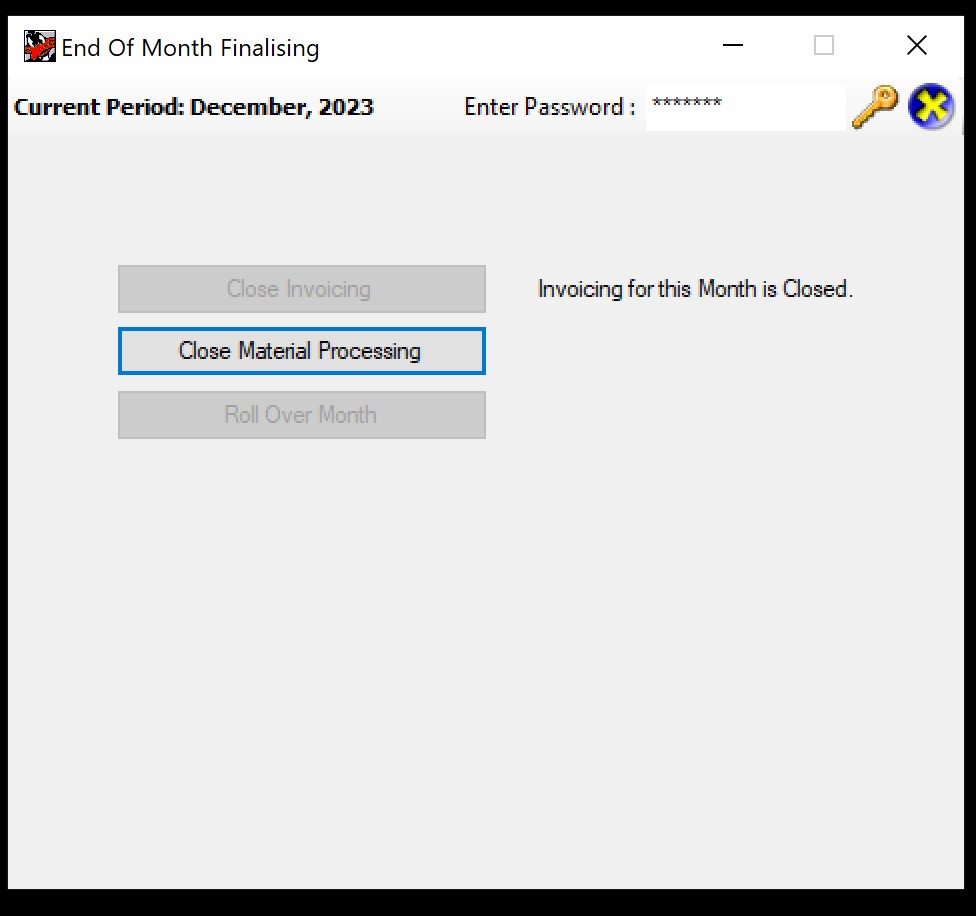 End Of Month Finalising
Current Period: December, 2023 Enter Password : *******
Close Invoicing Invoicing for this Month is Closed.
Close Material Processing
Roll Over Month